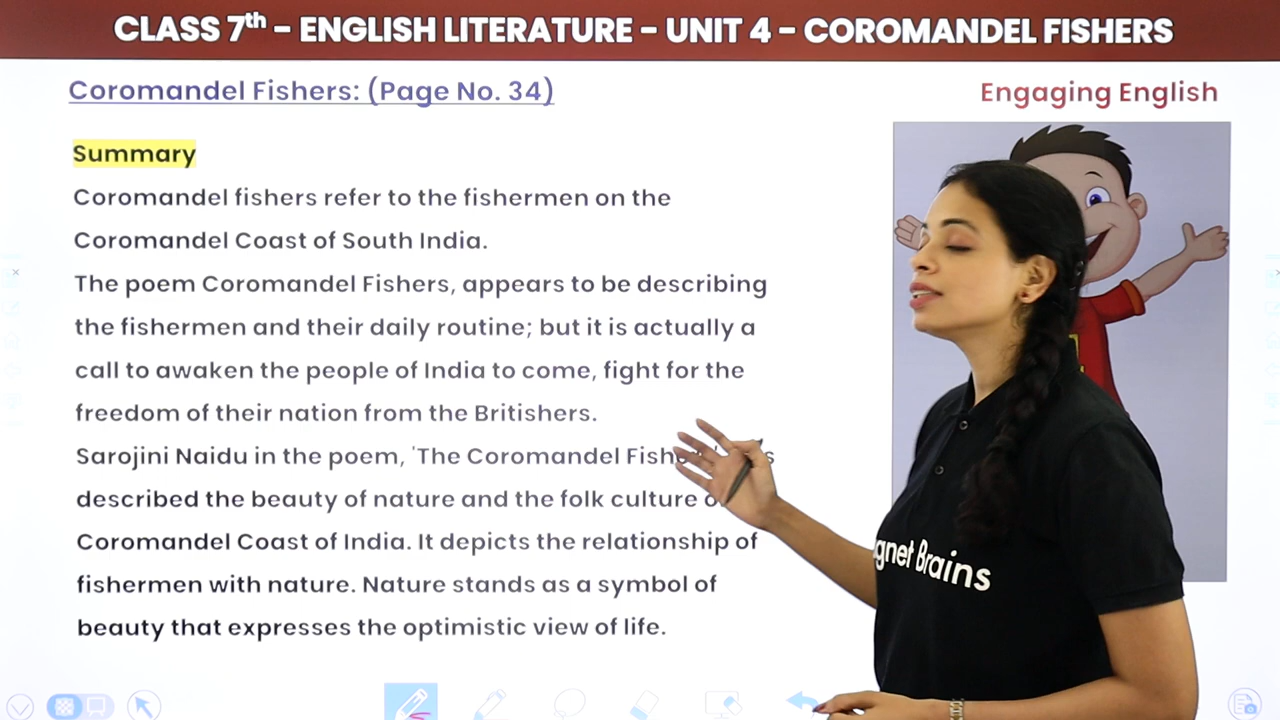 CLASS 7th - ENGLISH LITERATURE - UNIT 4 - COROMANDEL FISHERS
Coromandel Fishers: (Page No. 34)
Engaging English
Summary
Coromandel fishers refer to the fishermen on the
Coromandel Coast of South India.
The poem Coromandel Fishers, appears to be describing
the fishermen and their daily routine; but it is actually a
call to awaken the people of India to come, fight for the
freedom of their nation from the Britishers.
Sarojini Naidu in the poem, 'The Coromandel
described the beauty of nature and the folk culture
Coromandel Coast of India. It depicts the relationship of
fishermen with nature. Nature stands as a symbol of
beauty that expresses the optimistic view of life.
Brains